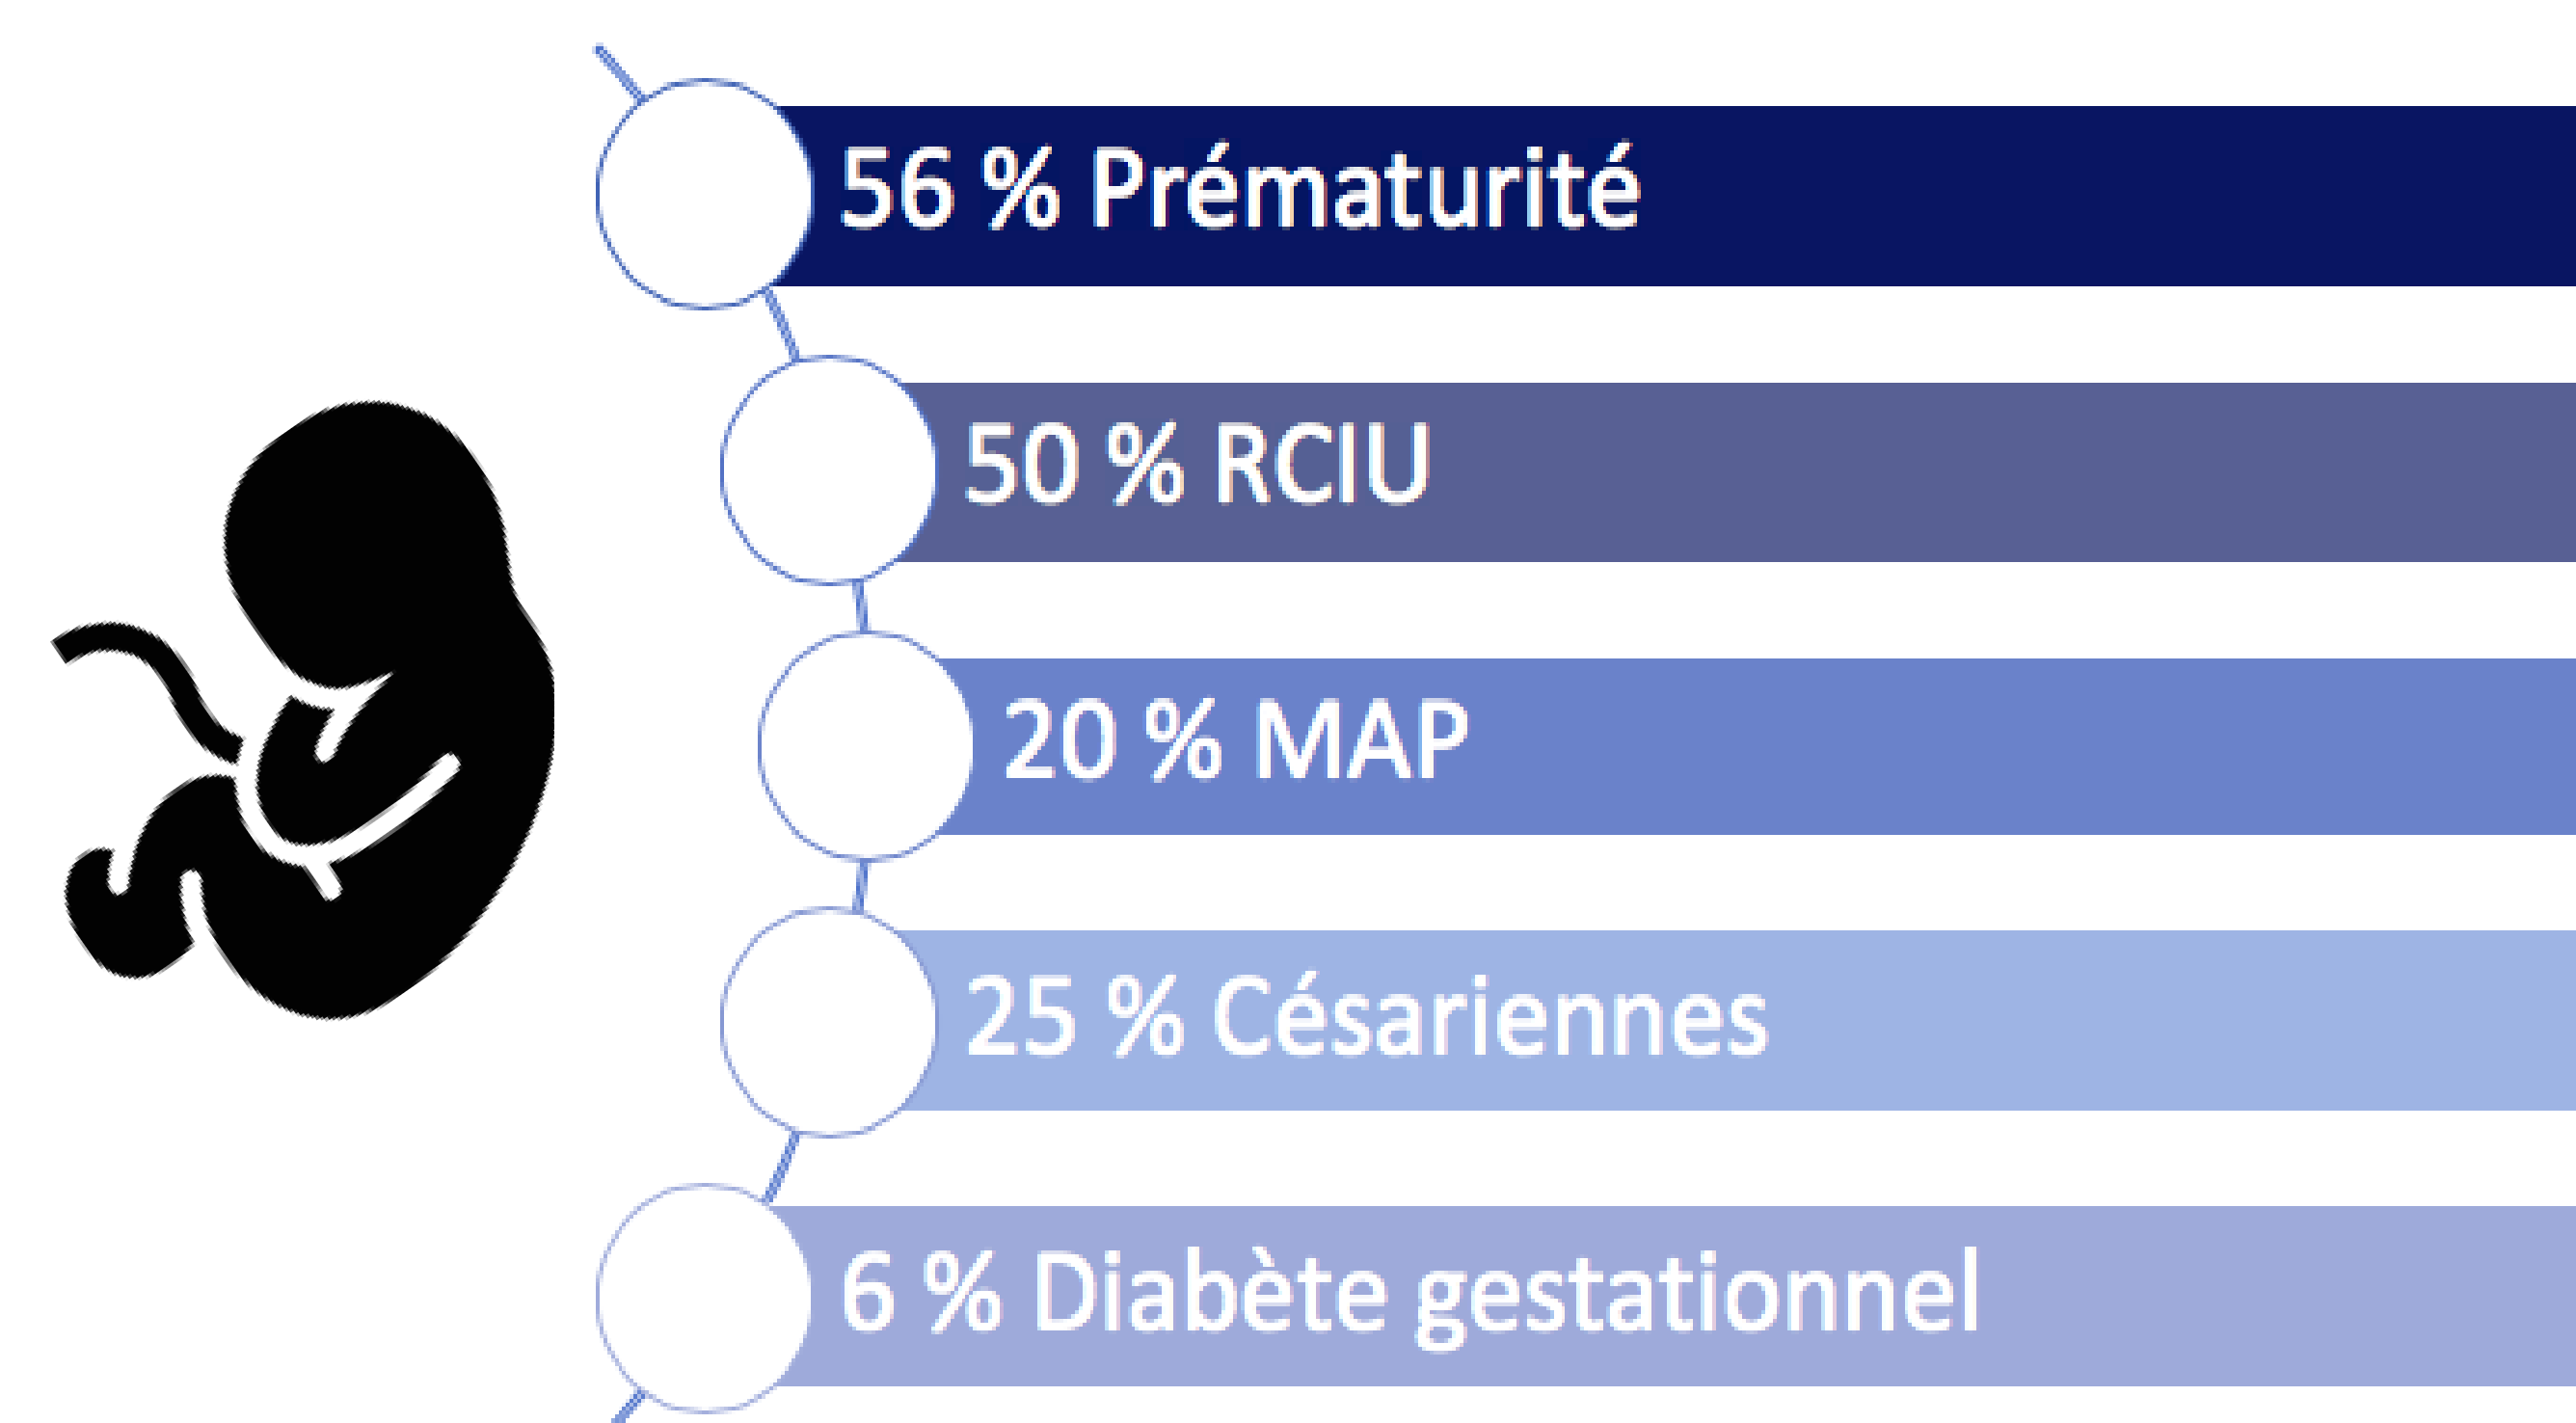 56 % Prématurité
50 % RCIU
20 % MAP
25 % Césariennes
6 % Diabète gestationnel